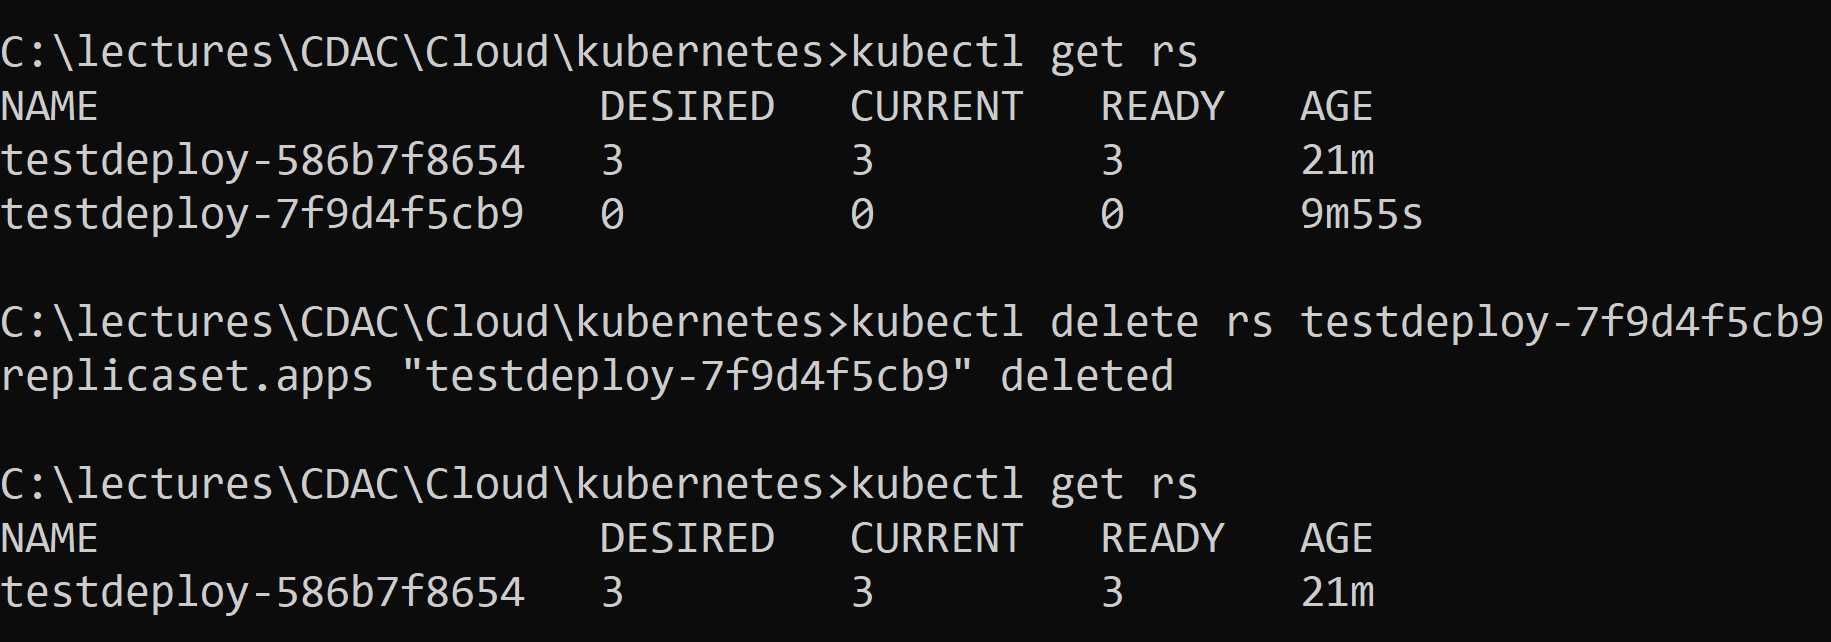 C:\lectures\CDAC\Cloud\kubernetes>kubectl get rs
NAME                    DESIRED   CURRENT   READY   AGE
testdeploy-586b7f8654   3         3         3       21m
testdeploy-7f9d4f5cb9   0         0         0       9m55s
C:\lectures\CDAC\Cloud\kubernetes>kubectl delete rs testdeploy-7f9d4f5cb9
replicaset.apps "testdeploy-7f9d4f5cb9" deleted
C:\lectures\CDAC\Cloud\kubernetes>kubectl get rs
NAME                    DESIRED   CURRENT   READY   AGE
testdeploy-586b7f8654   3         3         3       21m